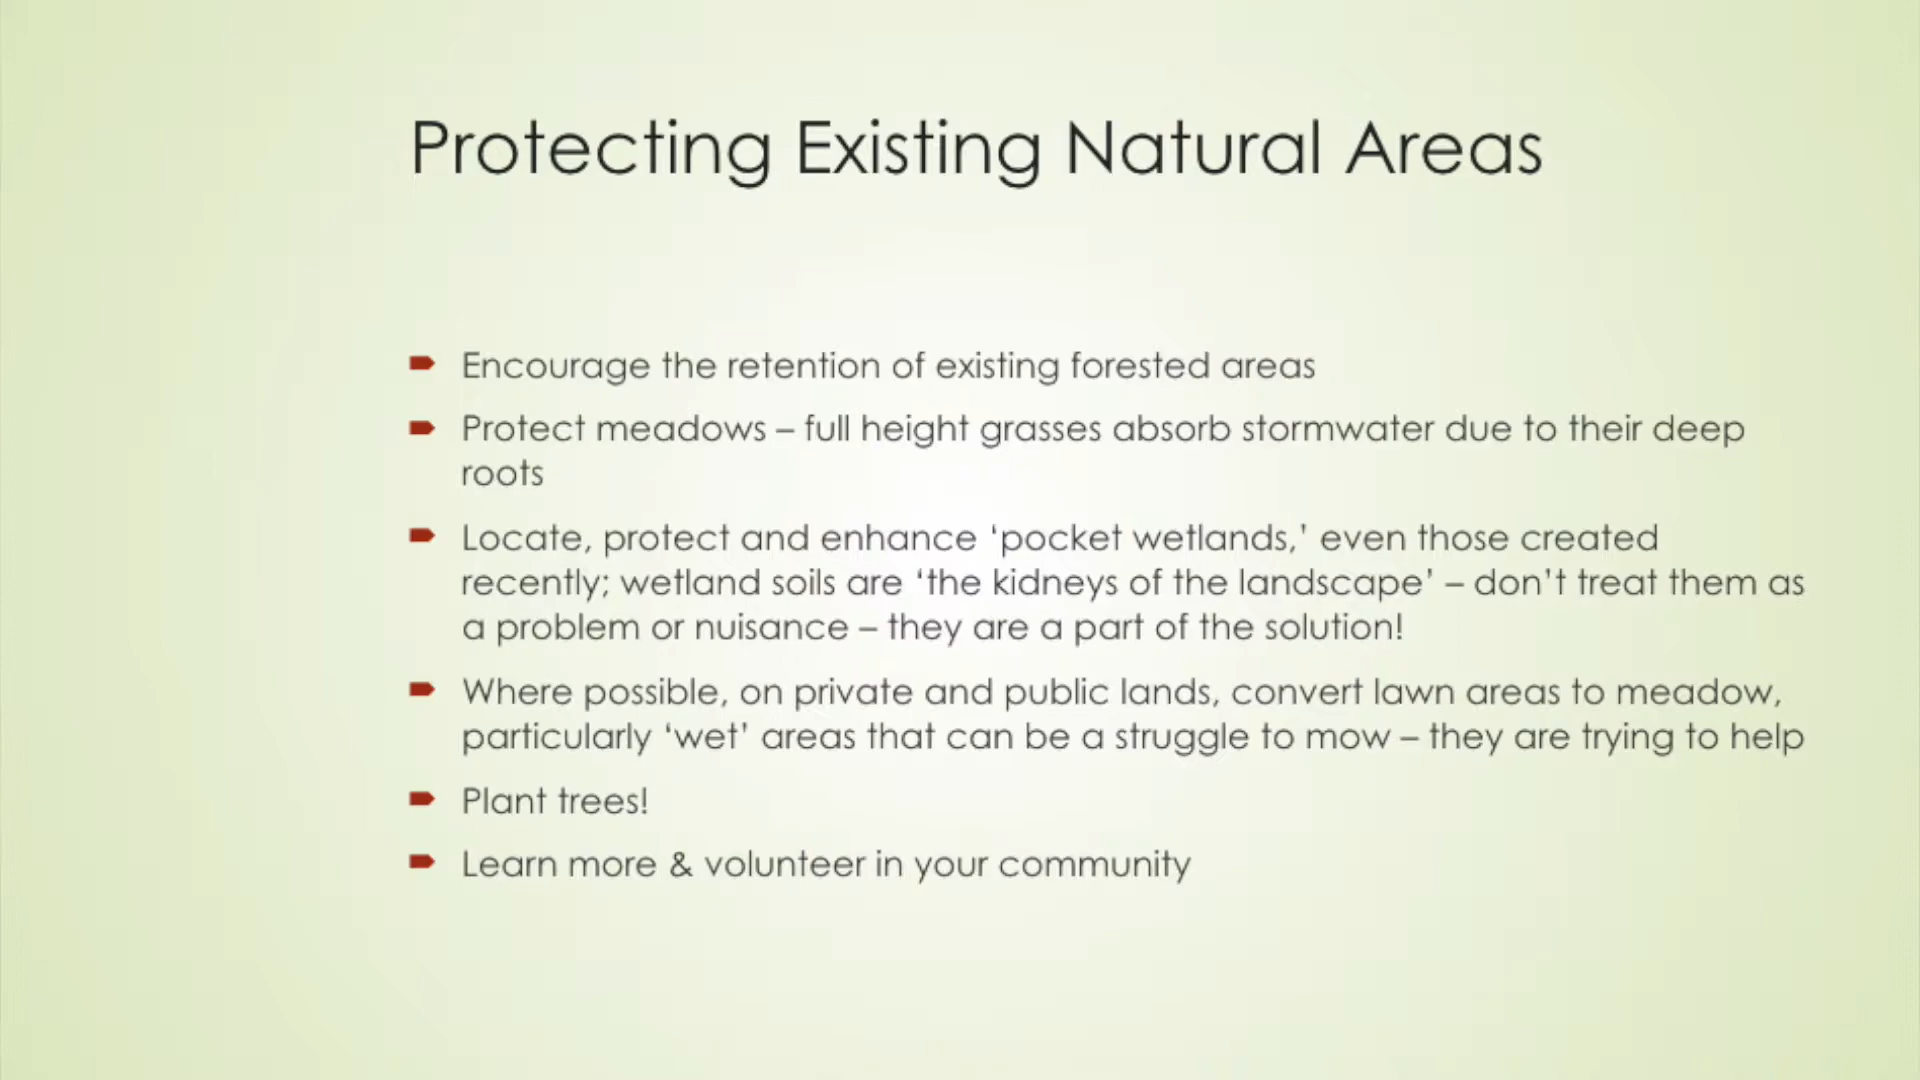 Protecting Existing Natural Areas
Encourage the retention of existing forested areas
Protect meadows – full height grasses absorb stormwater due to their deep
roots
Locate, protect and enhance ‘pocket wetlands,’ even those created
recently; wetland soils are ‘the kidneys of the landscape’ – don’t treat them as
a problem or nuisance – they are a part of the solution!
Where possible, on private and public lands, convert lawn areas to meadow,
particularly ‘wet’ areas that can be a struggle to mow – they are trying to help
Plant trees!
Learn more & volunteer in your community